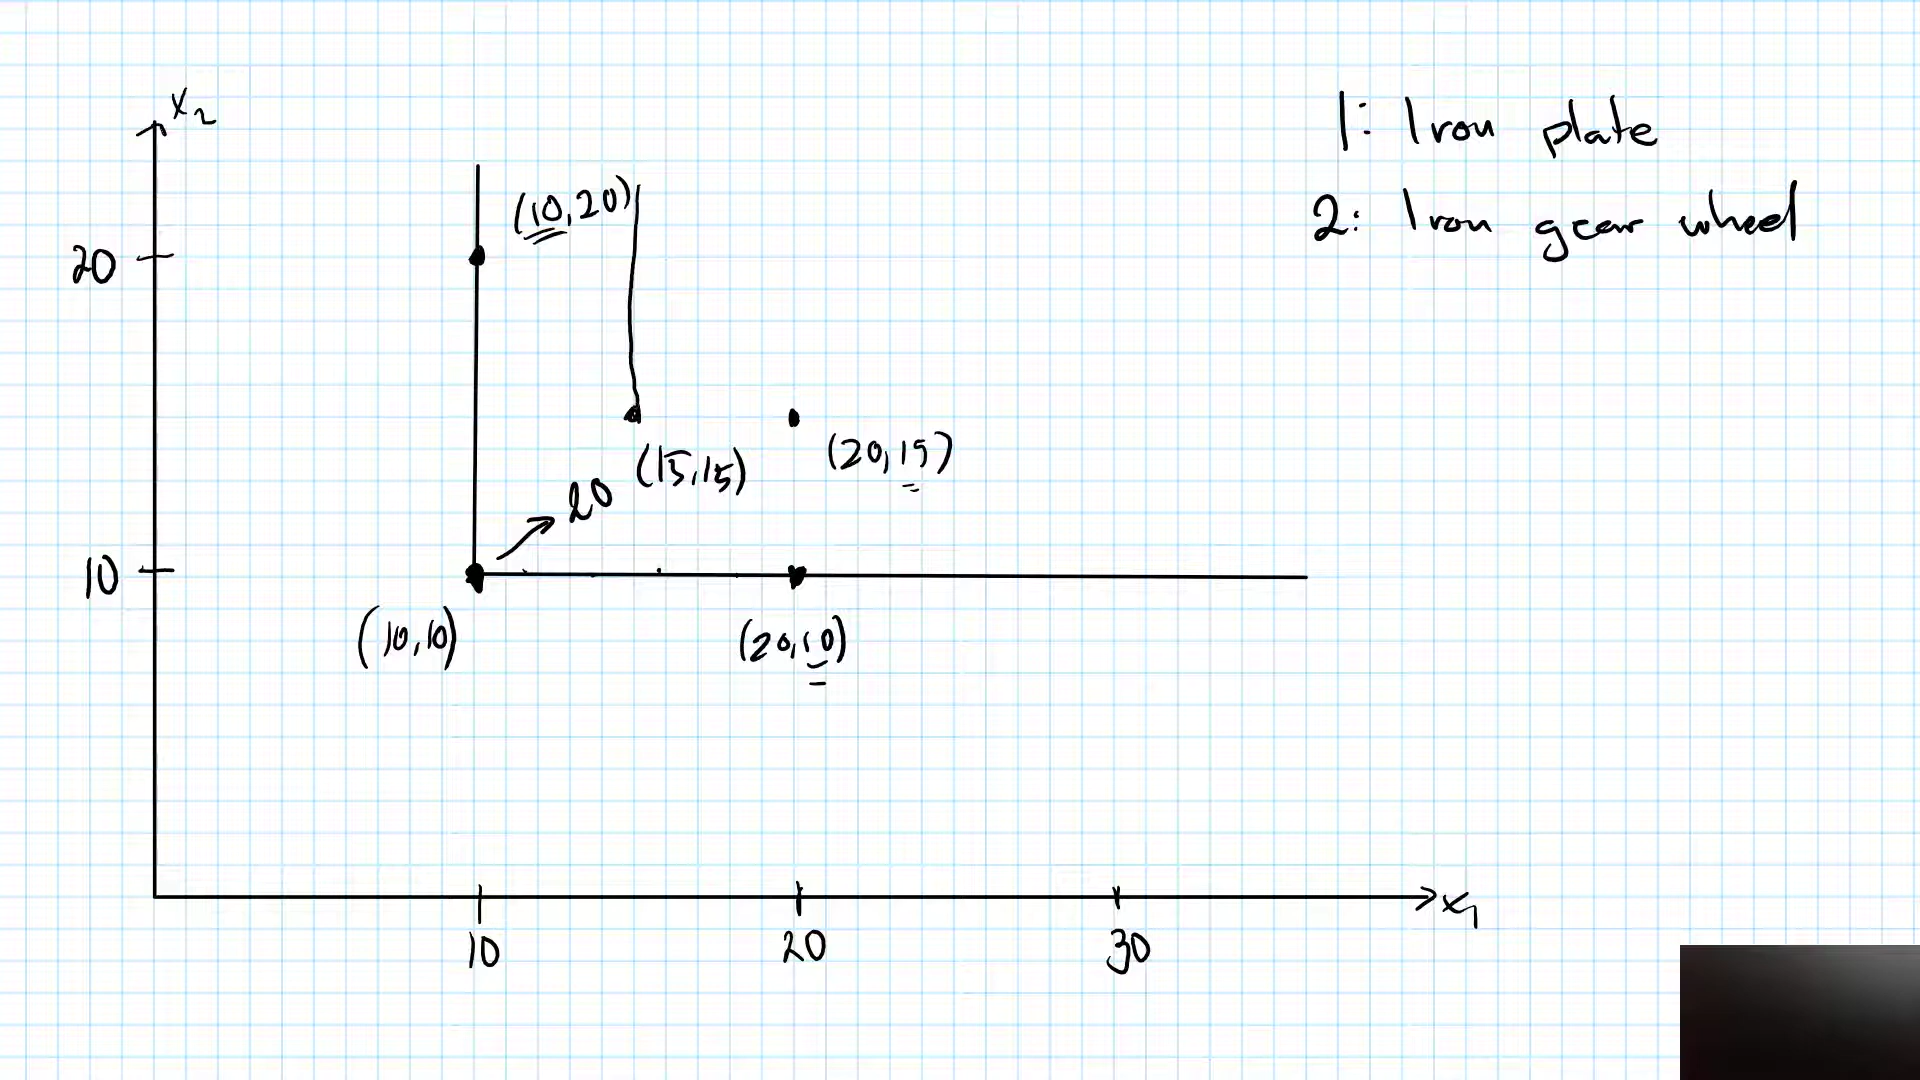 x2
1: Iron plate
2: Iron gear wheel
(10,20)
20
(20,15)
(15,15)
20
10
(10,10)
(20,10)
x1
10
20
30